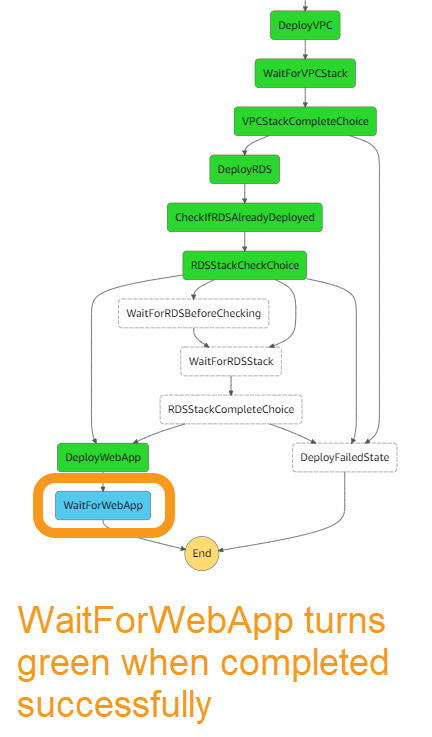 DeployVPC
WaitForVPCStack
VPCStackCompleteChoice
DeployRDS
CheckIfRDSAlreadyDeployed
RDSStackCheckChoice
WaitForRDSBeforeChecking
WaitForRDSStack
RDSStackCompleteChoice
DeployWebApp
DeployFailedState
WaitForWebApp
End
WaitForWebApp turns
green when completed
successfully